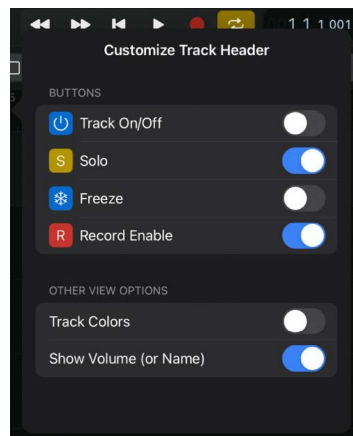 1 1 1 001
Customize Track Header
BUTTONS
Track On/Off
S Solo
Freeze
R Record Enable
OTHER VIEW OPTIONS
Track Colors
Show Volume (or Name)